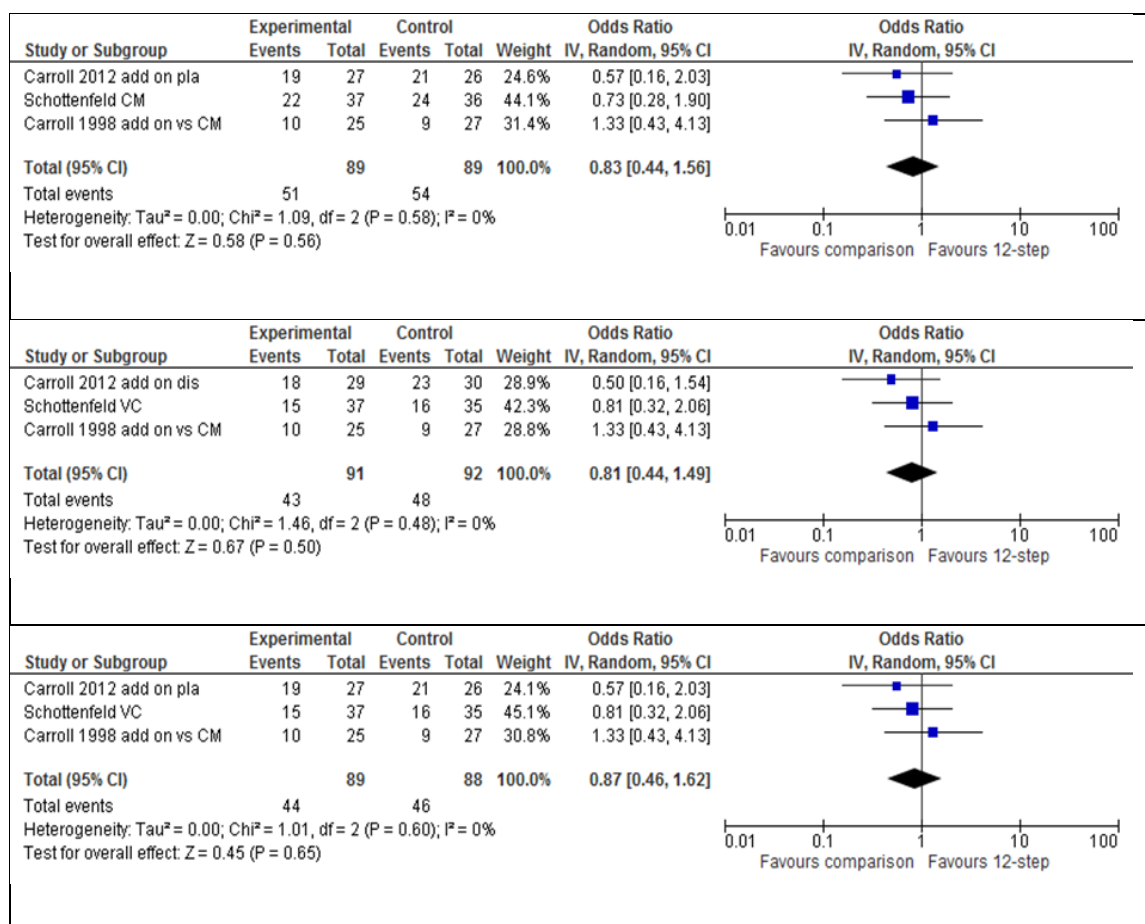 Experimental Control Odds Ratio Odds Ratio
Study or Subgroup Events Total Events Total Weight IV, Random, 95% CI IV, Random, 95% CI
Carroll 2012 add on pla 19 27 21 26 24.6% 0.57 [0.16, 2.03]
Schottenfeld CM 22 37 24 36 44.1% 0.73 [0.28, 1.90]
Carroll 1998 add on vs CM 10 25 9 27 31.4% 1.33 [0.43, 4.13]
Total (95% CI) 89 89 100.0% 0.83 [0.44, 1.56]
Total events 51 54
Heterogeneity: Tau² = 0.00; Chi² = 1.09, df = 2 (P = 0.58); I² = 0%
Test for overall effect: Z = 0.58 (P = 0.56)
0.01 0.1 1 10 100
Favours comparison Favours 12-step
Experimental Control Odds Ratio Odds Ratio
Study or Subgroup Events Total Events Total Weight IV, Random, 95% CI IV, Random, 95% CI
Carroll 2012 add on dis 18 29 23 30 28.9% 0.50 [0.16, 1.54]
Schottenfeld VC 15 37 16 35 42.3% 0.81 [0.32, 2.06]
Carroll 1998 add on vs CM 10 25 9 27 28.8% 1.33 [0.43, 4.13]
Total (95% CI) 91 92 100.0% 0.81 [0.44, 1.49]
Total events 43 48
Heterogeneity: Tau² = 0.00; Chi² = 1.46, df = 2 (P = 0.48); I² = 0%
Test for overall effect: Z = 0.67 (P = 0.50)
0.01 0.1 1 10 100
Favours comparison Favours 12-step
Experimental Control Odds Ratio Odds Ratio
Study or Subgroup Events Total Events Total Weight IV, Random, 95% CI IV, Random, 95% CI
Carroll 2012 add on pla 19 27 21 26 24.1% 0.57 [0.16, 2.03]
Schottenfeld VC 15 37 16 35 45.1% 0.81 [0.32, 2.06]
Carroll 1998 add on vs CM 10 25 9 27 30.8% 1.33 [0.43, 4.13]
Total (95% CI) 89 88 100.0% 0.87 [0.46, 1.62]
Total events 44 46
Heterogeneity: Tau² = 0.00; Chi² = 1.01, df = 2 (P = 0.60); I² = 0%
Test for overall effect: Z = 0.45 (P = 0.65)
0.01 0.1 1 10 100
Favours comparison Favours 12-step